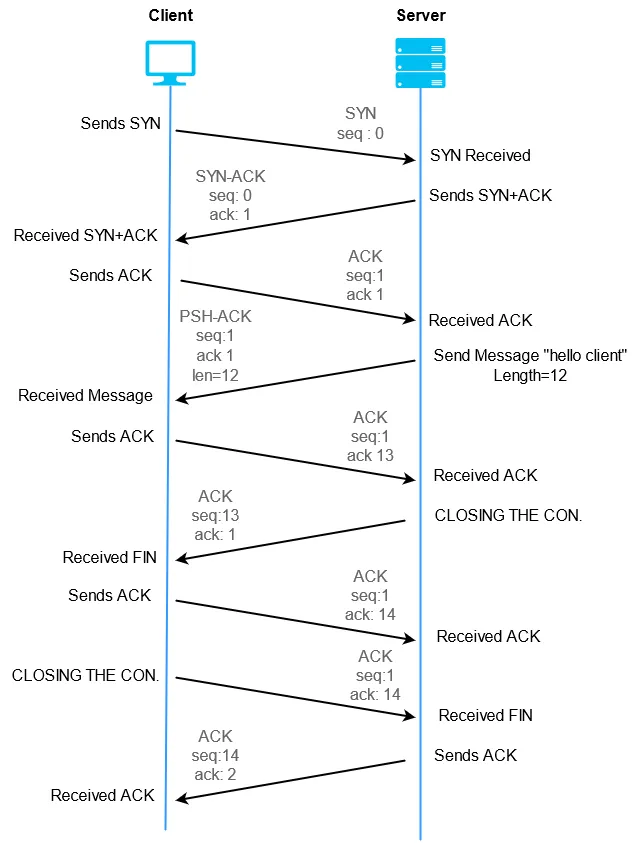 Client
Server
Sends SYN
SYN
seq : 0
SYN Received
SYN-ACK
seq: 0
ack: 1
Sends SYN+ACK
Received SYN+ACK
Sends ACK
ACK
seq:1
ack 1
Received ACK
PSH-ACK
seq:1
ack 1
len=12
Send Message "hello client"
Length=12
Received Message
Sends ACK
ACK
seq:1
ack 13
Received ACK
ACK
seq:13
ack: 1
CLOSING THE CON.
Received FIN
Sends ACK
ACK
seq:1
ack: 14
Received ACK
CLOSING THE CON.
ACK
seq:1
ack: 14
Received FIN
ACK
seq:14
ack: 2
Sends ACK
Received ACK